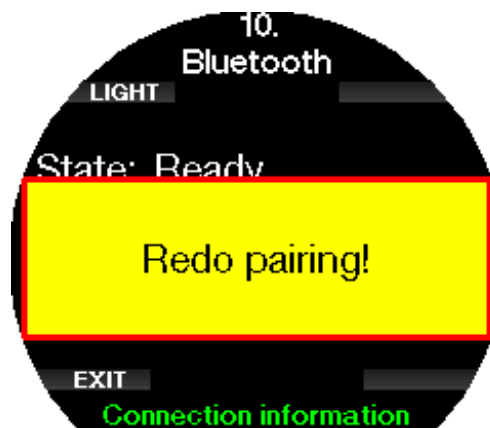 10.
Bluetooth
LIGHT
State: Ready
Redo pairing!
EXIT
Connection information